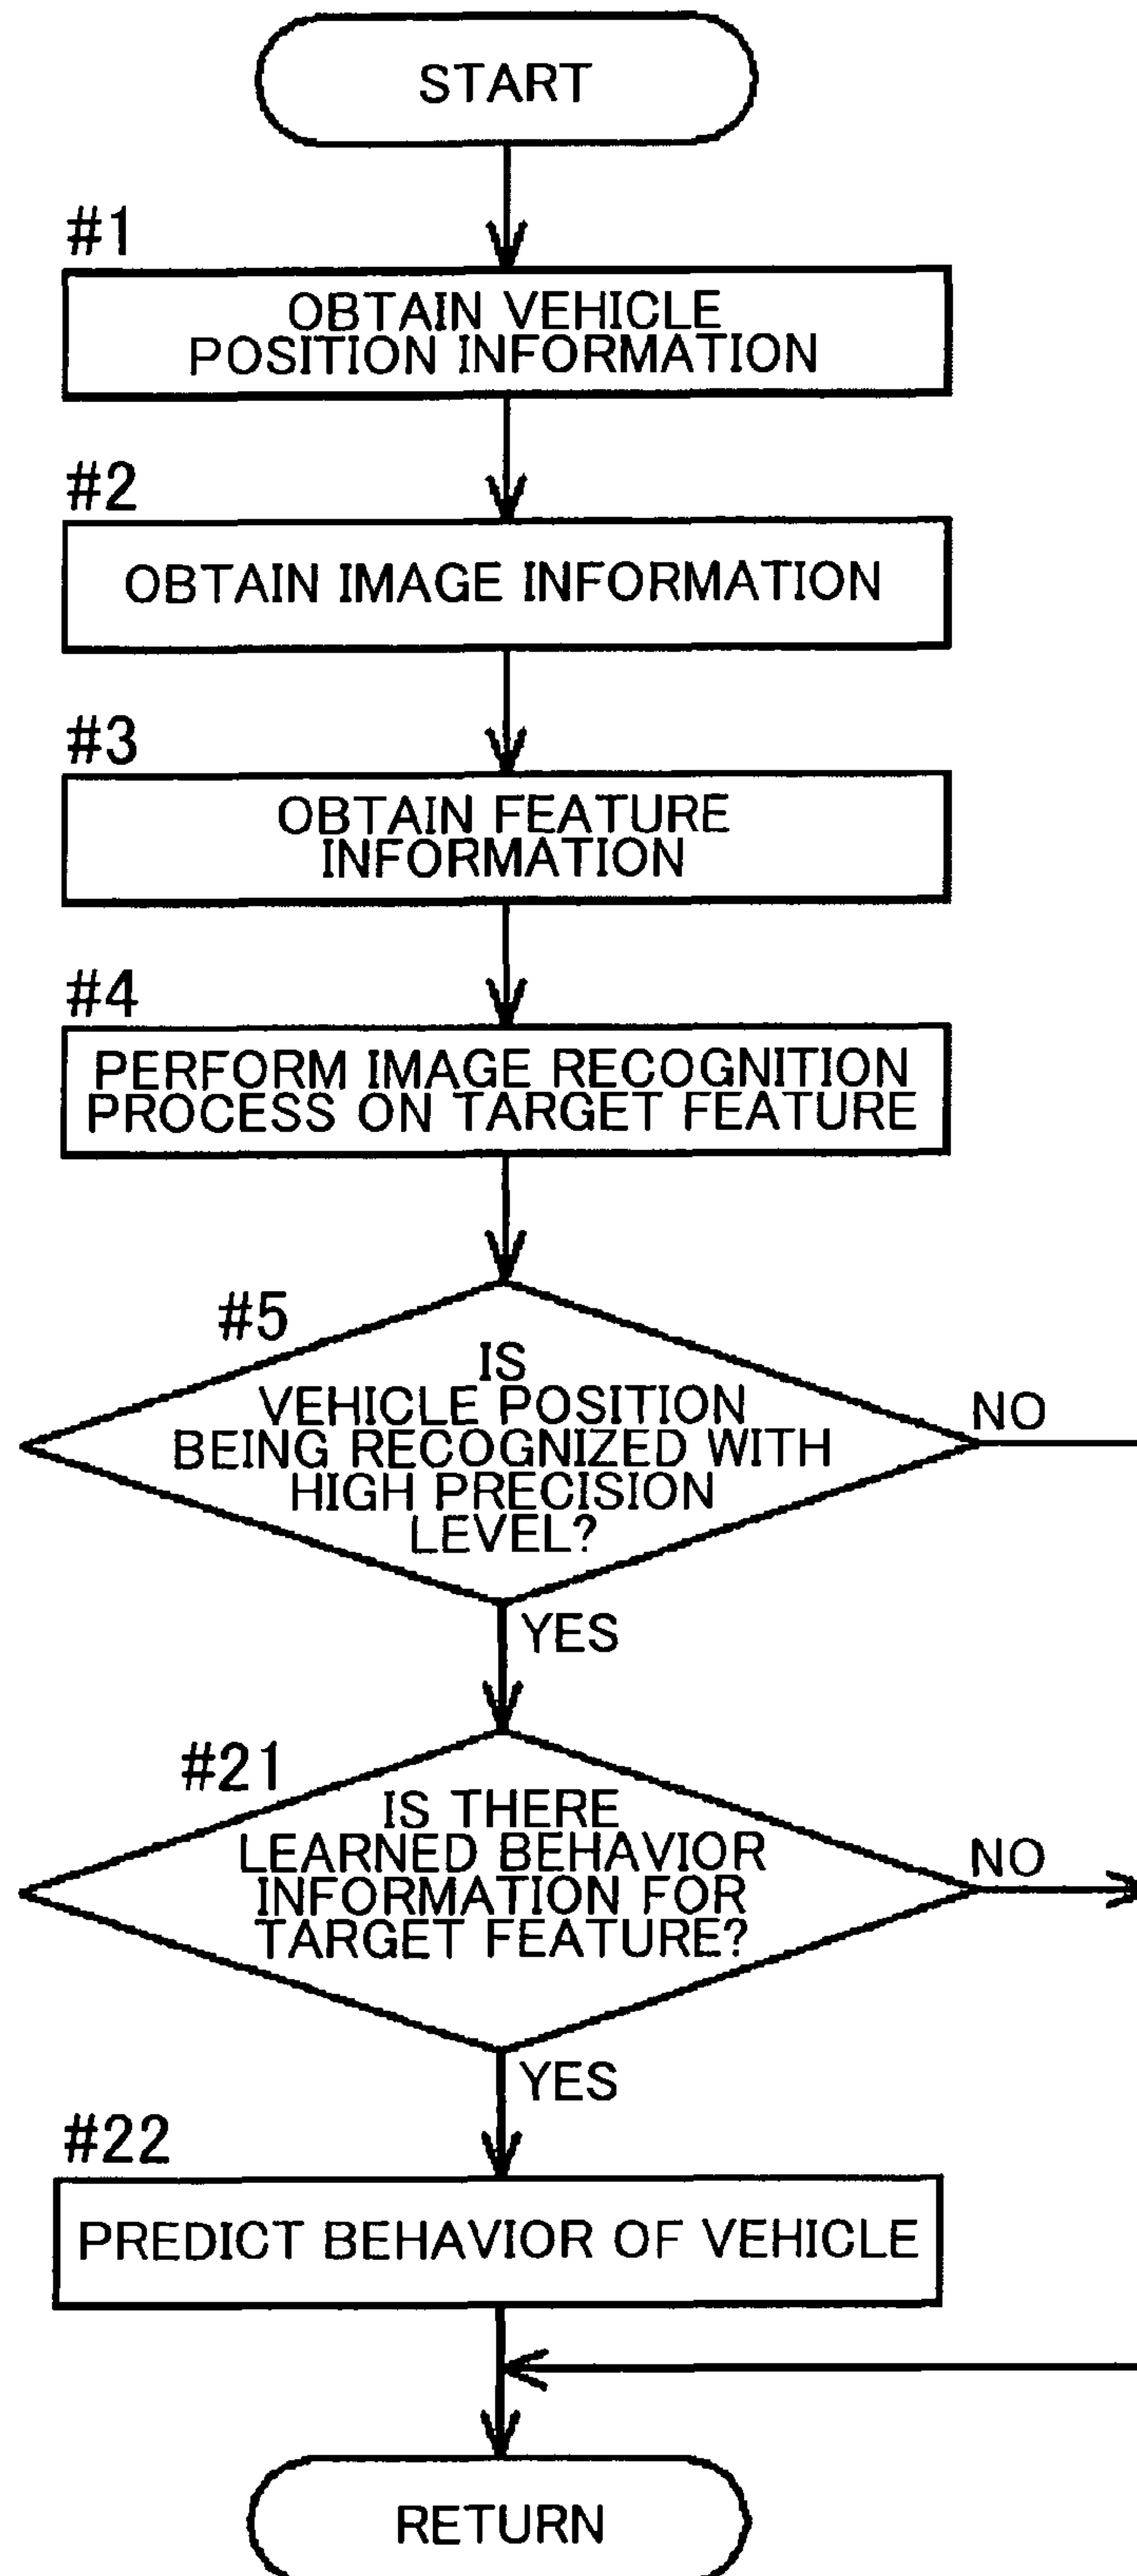 START
#1
OBTAIN VEHICLE
POSITION INFORMATION
#2
OBTAIN IMAGE INFORMATION
#3
OBTAIN FEATURE
INFORMATION
#4
PERFORM IMAGE RECOGNITION
PROCESS ON TARGET FEATURE
#5
IS
VEHICLE POSITION
BEING RECOGNIZED WITH
HIGH PRECISION
LEVEL?
NO
YES
#21
IS THERE
LEARNED BEHAVIOR
INFORMATION FOR
TARGET FEATURE?
NO
YES
#22
PREDICT BEHAVIOR OF VEHICLE
RETURN